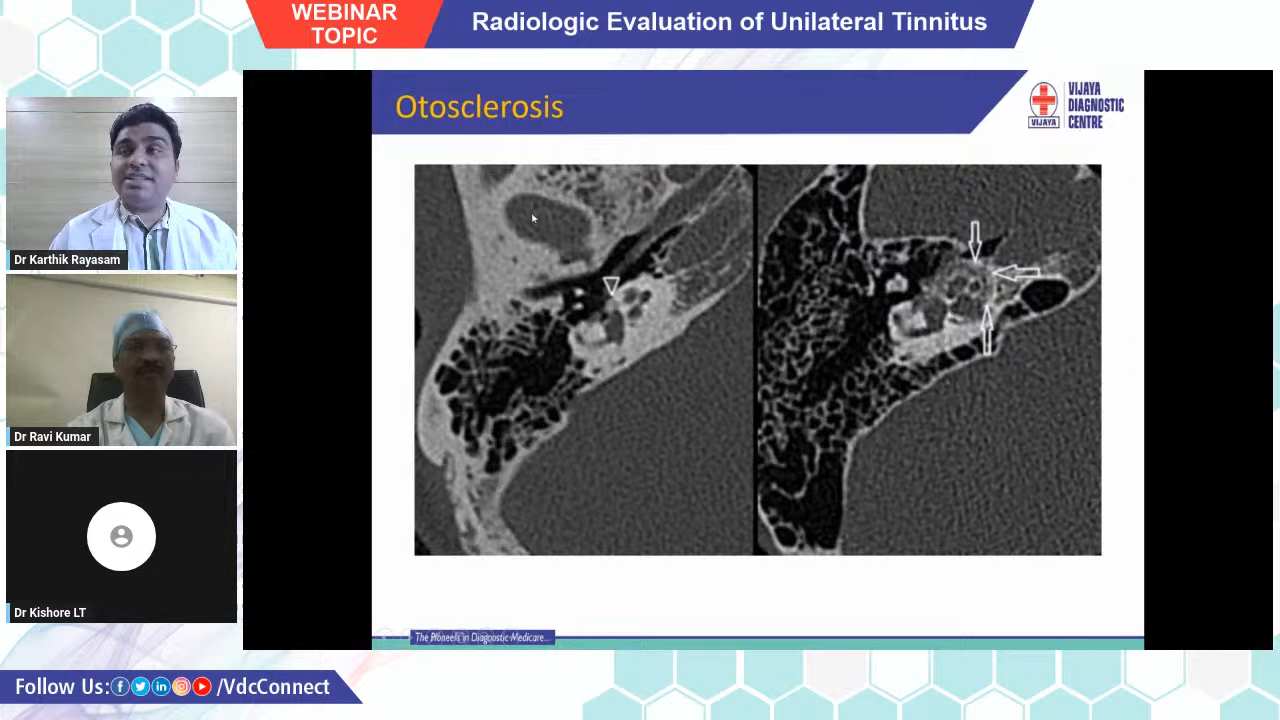 WEBINAR
TOPIC
Radiologic Evaluation of Unilateral Tinnitus
Otosclerosis
VIJAYA
VIJAYA
DIAGNOSTIC
CENTRE
Dr Karthik Rayasam
Dr Ravi Kumar
Dr Kishore LT
The Pioneers in Diagnostic Medicare...
Follow Us: /VdcConnect